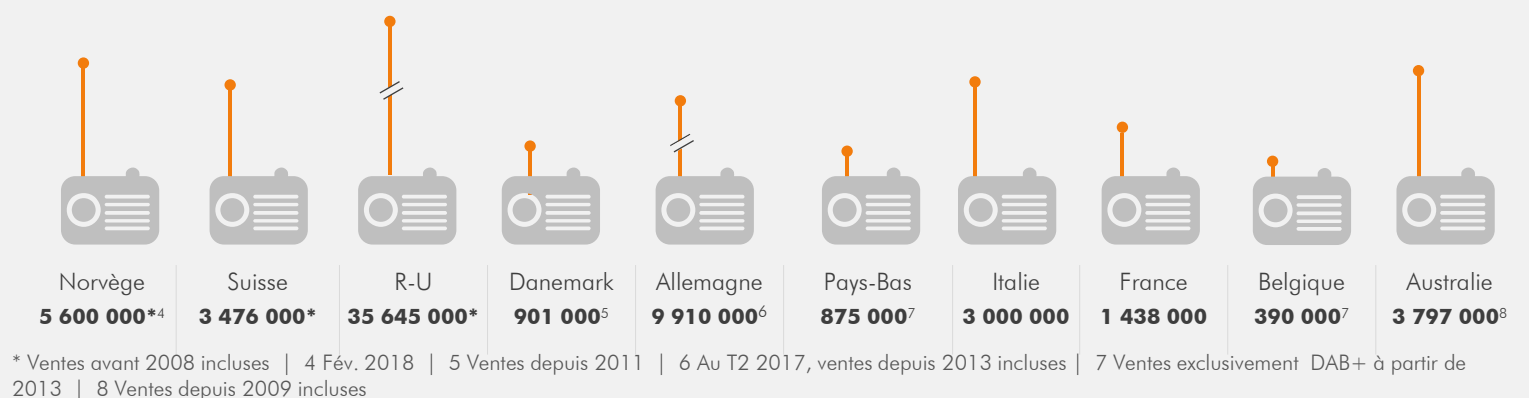 Norvège Suisse R-U Danemark Allemagne Pays-Bas Italie France Belgique Australie
5 600 000*4 3 476 000* 35 645 000* 901 0005 9 910 0006 875 0007 3 000 000 1 438 000 390 0007 3 797 0008
* Ventes avant 2008 incluses | 4 Fév. 2018 | 5 Ventes depuis 2011 | 6 Au T2 2017, ventes depuis 2013 incluses | 7 Ventes exclusivement DAB+ à partir de
2013 | 8 Ventes depuis 2009 incluses